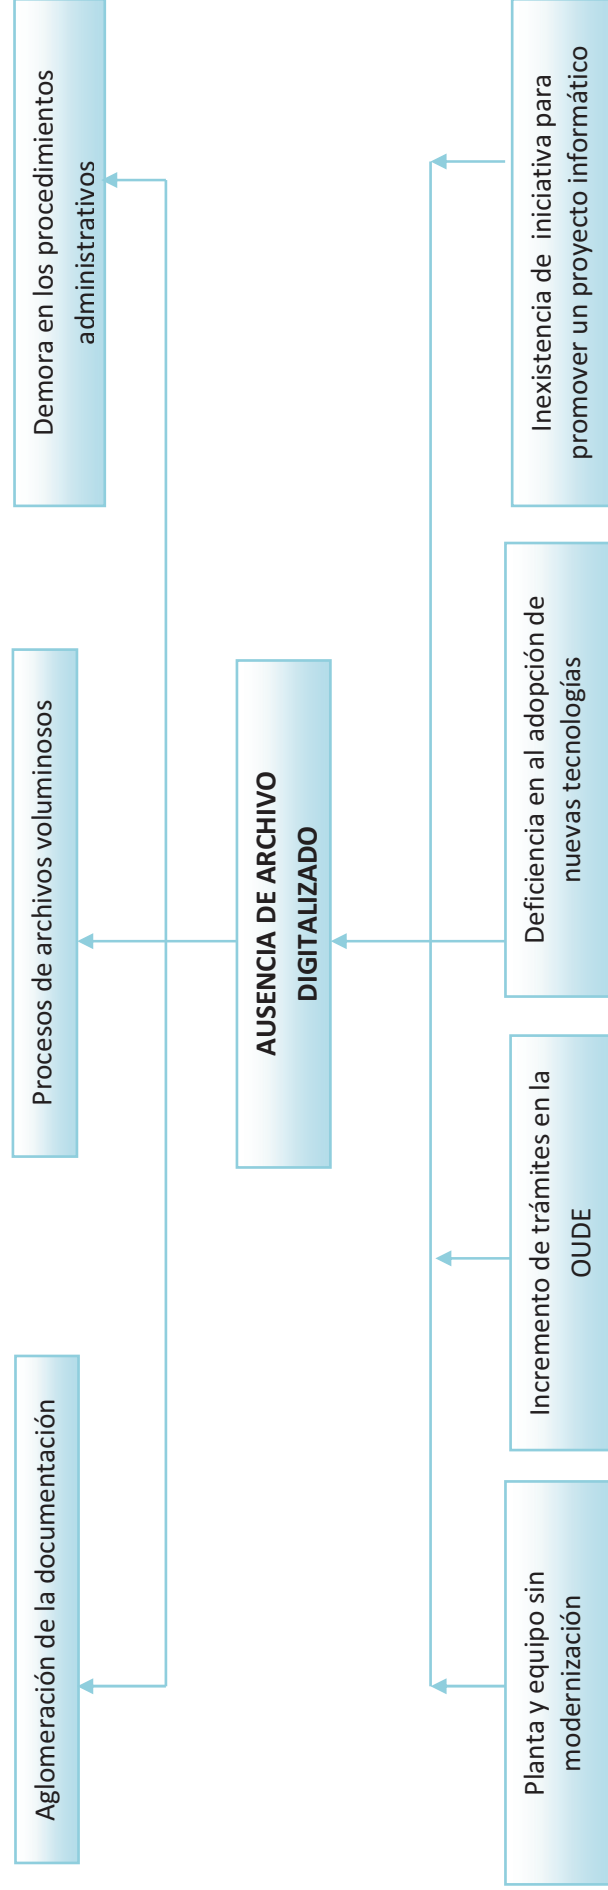 Aglomeración de la documentación
Procesos de archivos voluminosos
Demora en los procedimientos
administrativos
AUSENCIA DE ARCHIVO
DIGITALIZADO
Planta y equipo sin
modernización
Incremento de trámites en la
OUDE
Deficiencia en al adopción de
nuevas tecnologías
Inexistencia de iniciativa para
promover un proyecto informático